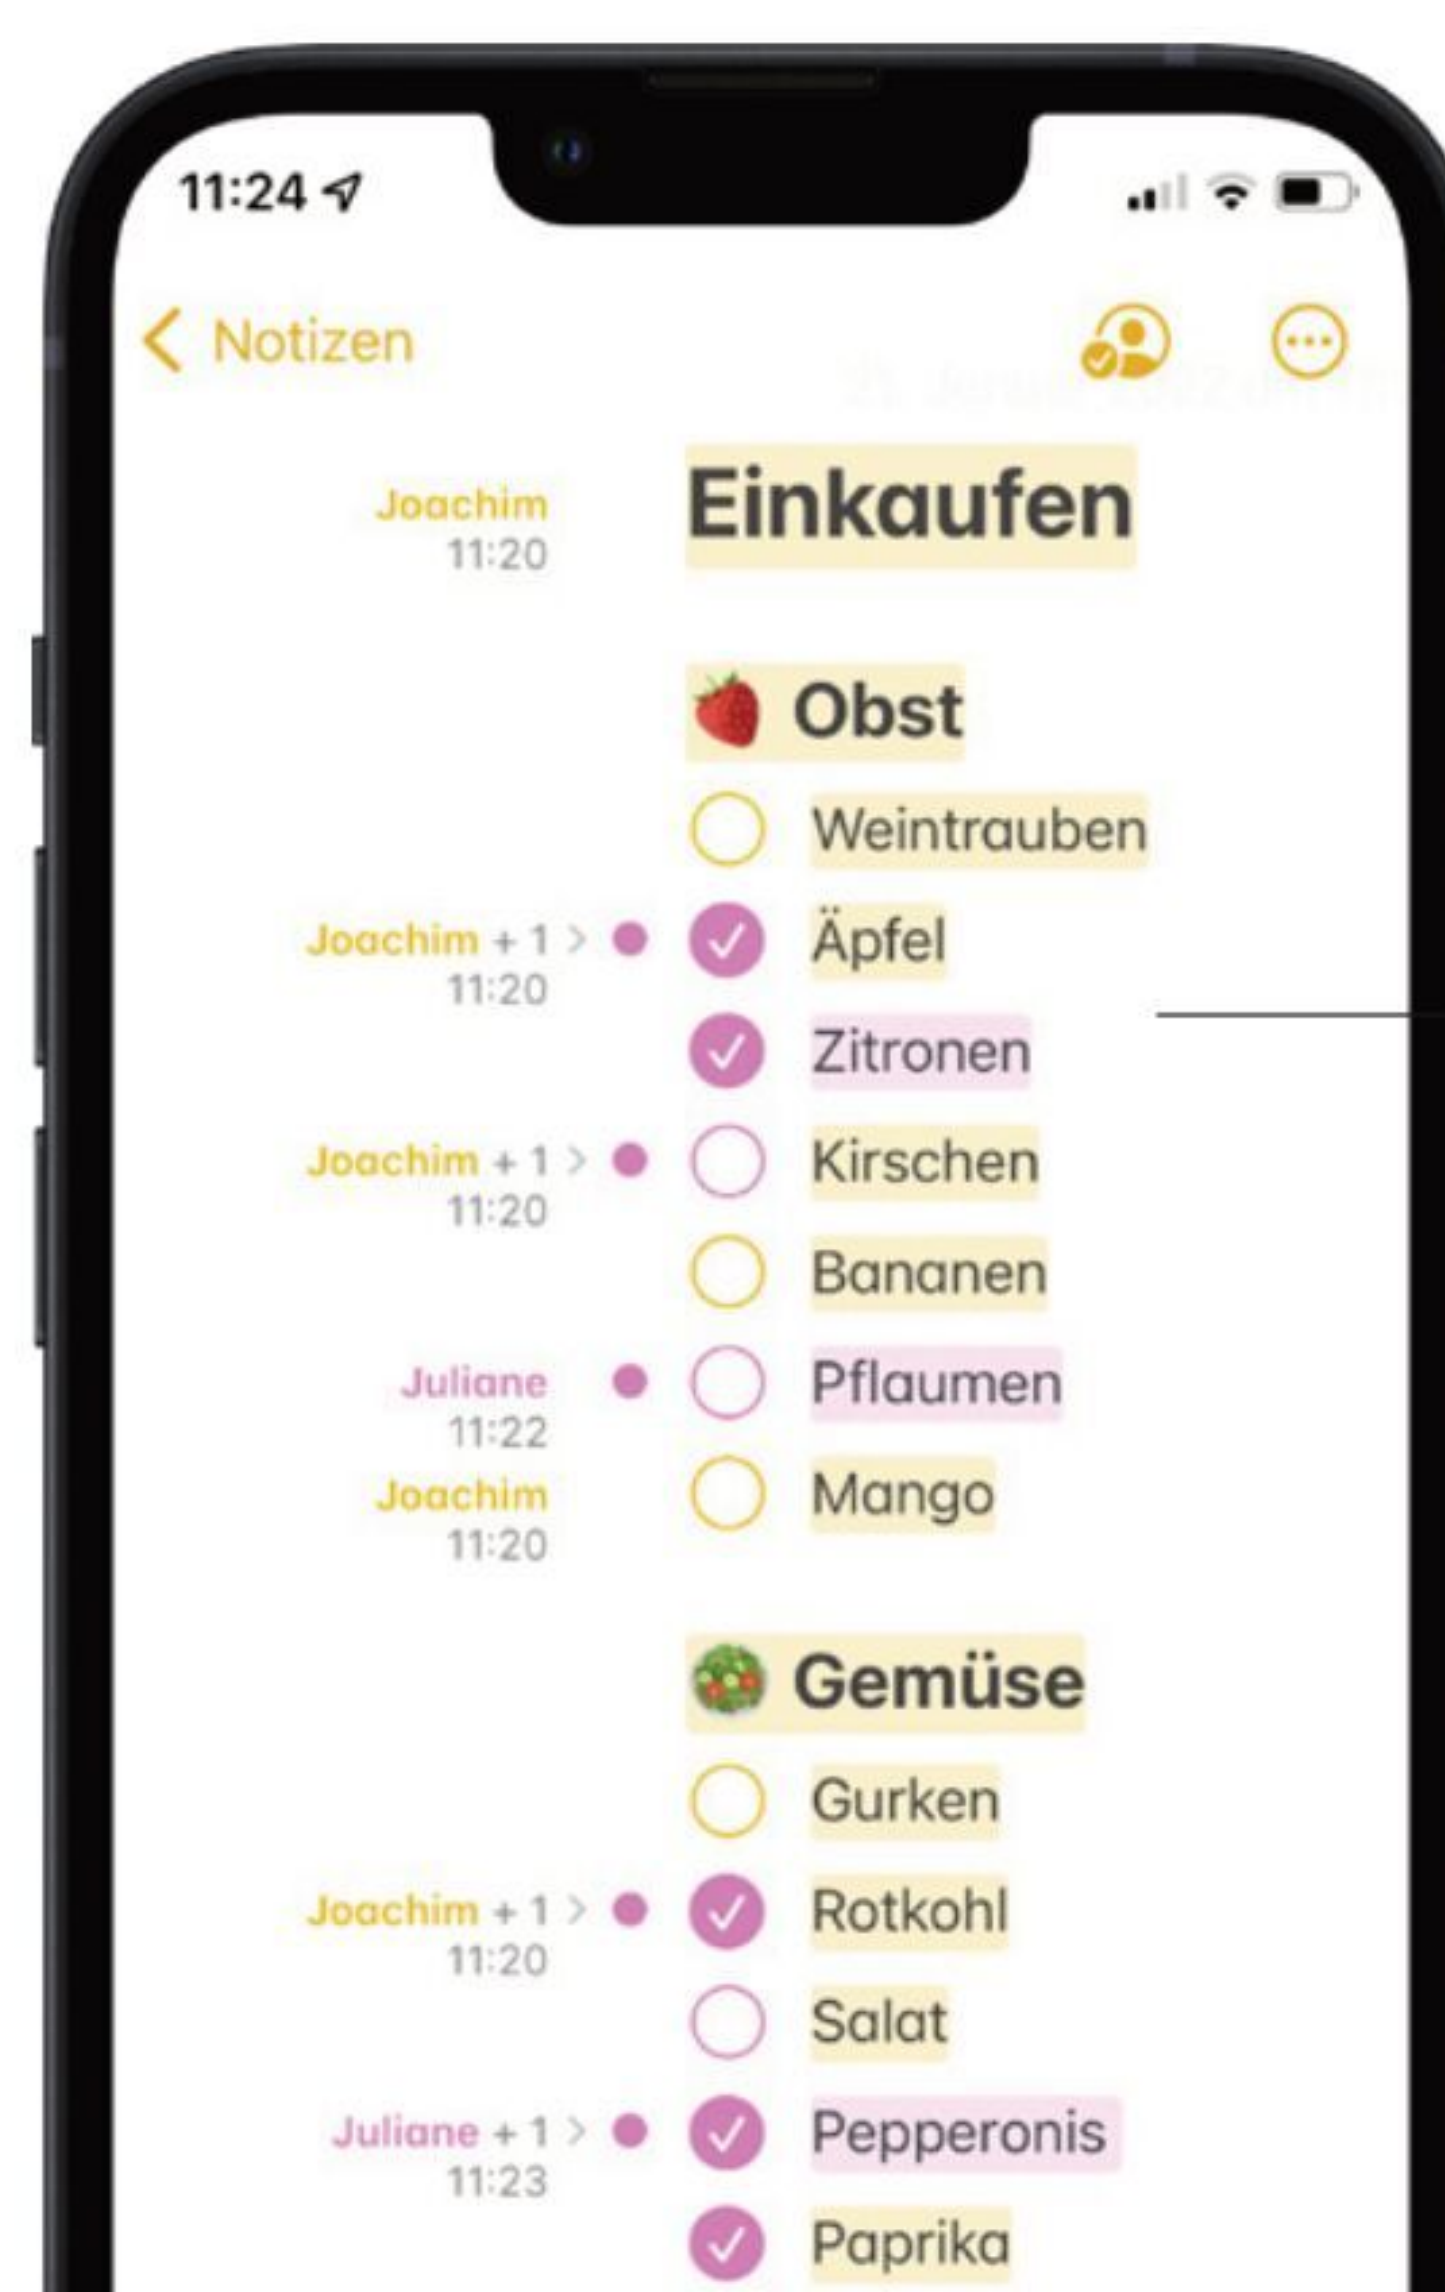 11:24
Notizen
Einkaufen
Joachim
11:20
Obst
Weintrauben
Joachim + 1 >
11:20
Äpfel
Zitronen
Joachim + 1 >
11:20
Kirschen
Bananen
Juliane
11:22
Pflaumen
Joachim
11:20
Mango
Gemüse
Gurken
Joachim + 1 >
11:20
Rotkohl
Salat
Juliane + 1 >
11:23
Pepperonis
Paprika